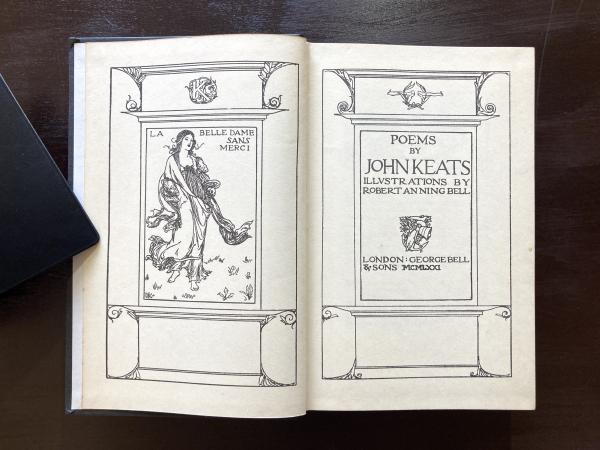 LA BELLE DAME
SANS
MERCI
POEMS
BY
JOHN KEATS
ILLVSTRATIONS BY
ROBERT ANNING BELL
LONDON: GEORGE BELL
& SONS MCMLXXI